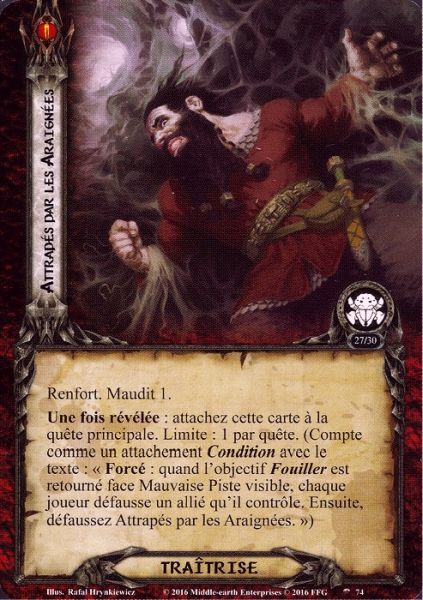 ATTRAPÉS PAR LES ARAIGNÉES
27/30
Renfort. Maudit 1.
Une fois révélée : attachez cette carte à la
quête principale. Limite : 1 par quête. (Compte
comme un attachement Condition avec le
texte : « Forcé : quand l'objectif Fouiller est
retourné face Mauvaise Piste visible, chaque
joueur défausse un allié qu'il contrôle. Ensuite,
défaussez Attrapés par les Araignées. »)
TRAÎTRISE
Illus. Rafał Hrynkiewicz © 2016 Middle-earth Enterprises © 2016 FFG 74